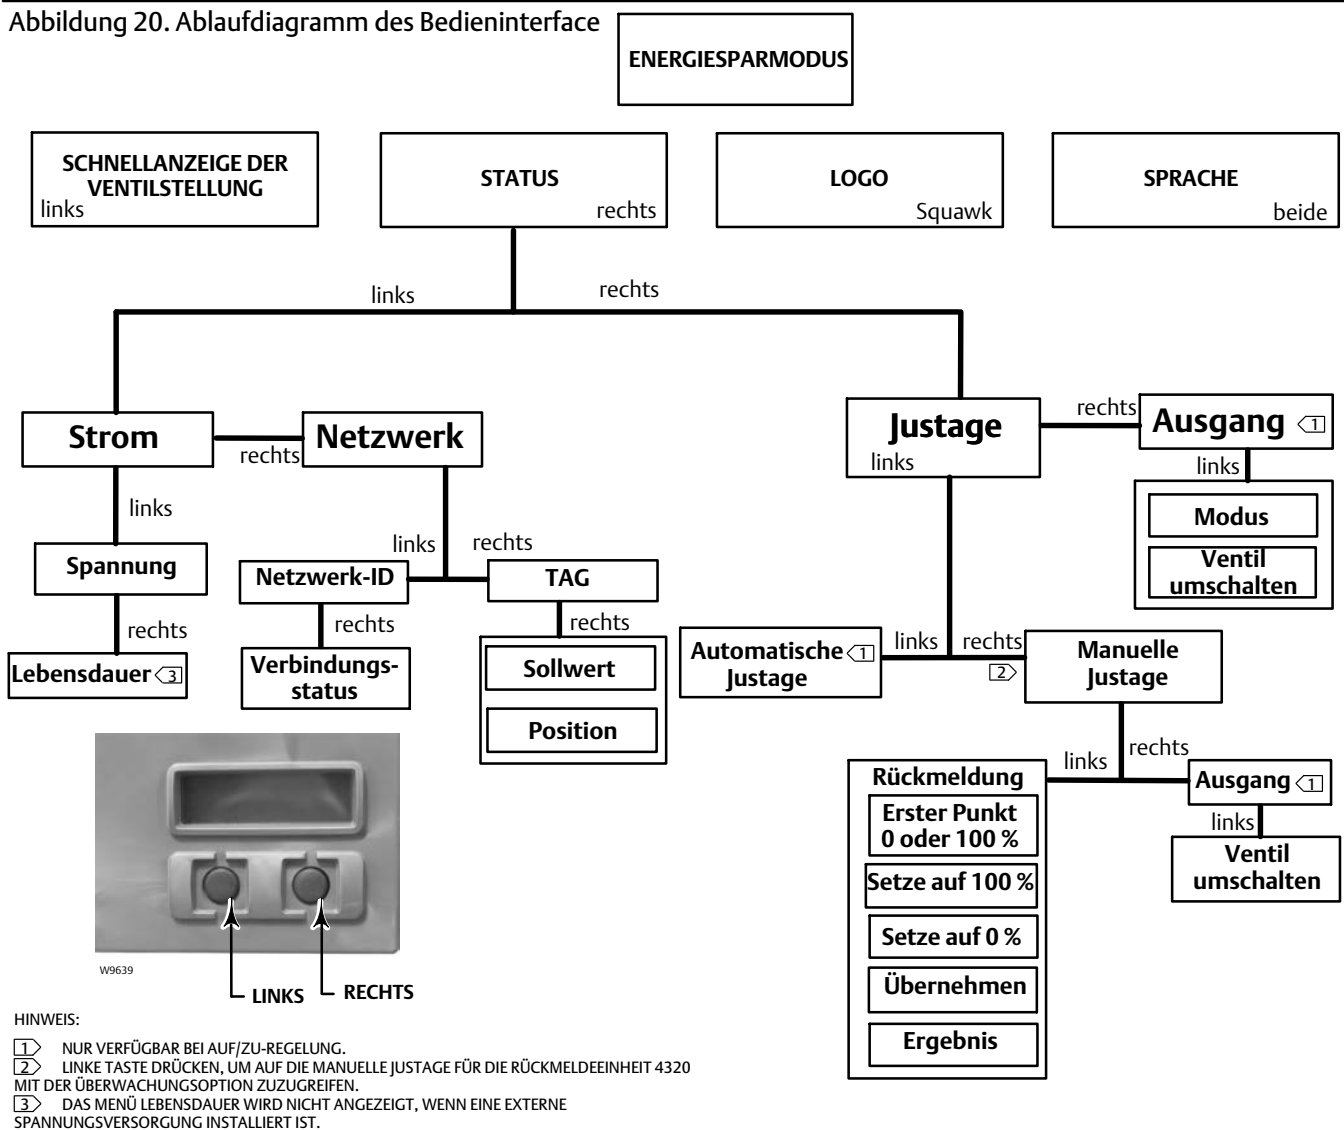 Abbildung 20. Ablaufdiagramm des Bedieninterface
ENERGIESPARMODUS
SCHNELLANZEIGE DER
VENTILSTELLUNG
links
STATUS
rechts
LOGO
Squawk
SPRACHE
beide
links
rechts
Strom
rechts
Netzwerk
Justage
links
rechts
Ausgang 1
links
Modus
Ventil
umschalten
links
Spannung
rechts
Lebensdauer 3
links
rechts
Netzwerk-ID
TAG
rechts
Verbindungs-
status
rechts
Sollwert
Position
Automatische 1
Justage
links
rechts
2
Manuelle
Justage
links
rechts
Rückmeldung
Erster Punkt
0 oder 100 %
Setze auf 100 %
Setze auf 0 %
Übernehmen
Ergebnis
Ausgang 1
links
Ventil
umschalten
W9639
LINKS
RECHTS
HINWEIS:
1 NUR VERFÜGBAR BEI AUF/ZU-REGELUNG.
2 LINKE TASTE DRÜCKEN, UM AUF DIE MANUELLE JUSTAGE FÜR DIE RÜCKMELDEEINHEIT 4320
MIT DER ÜBERWACHUNGSOPTION ZUZUGREIFEN.
3 DAS MENÜ LEBENSDAUER WIRD NICHT ANGEZEIGT, WENN EINE EXTERNE
SPANNUNGSVERSORGUNG INSTALLIERT IST.